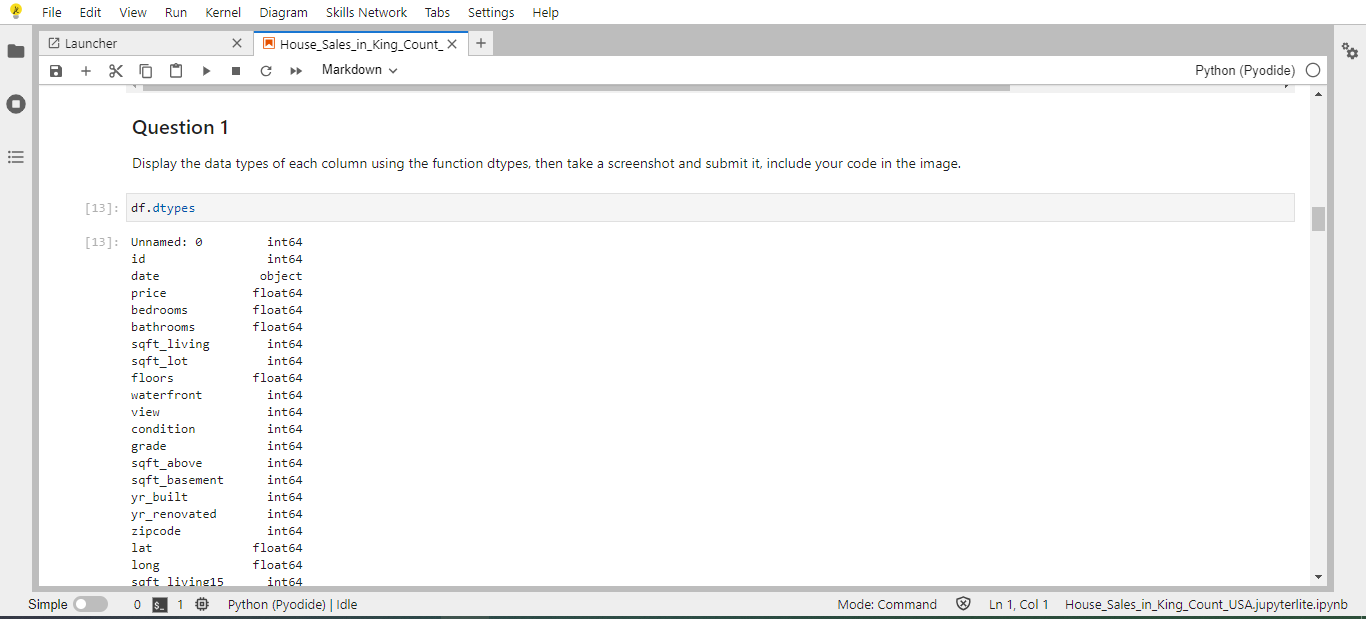 File Edit View Run Kernel Diagram Skills Network Tabs Settings Help
Launcher House_Sales_in_King_Count_
Markdown Python (Pyodide)
Question 1
Display the data types of each column using the function dtypes, then take a screenshot and submit it, include your code in the image.
[13]: df.dtypes
[13]: Unnamed: 0 int64
id int64
date object
price float64
bedrooms float64
bathrooms float64
sqft_living int64
sqft_lot int64
floors float64
waterfront int64
view int64
condition int64
grade int64
sqft_above int64
sqft_basement int64
yr_built int64
yr_renovated int64
zipcode int64
lat float64
long float64
sqft_living15 int64
Simple 0 $_ 1 Python (Pyodide) | Idle Mode: Command Ln 1, Col 1 House_Sales_in_King_Count_USA.jupyterlite.ipynb